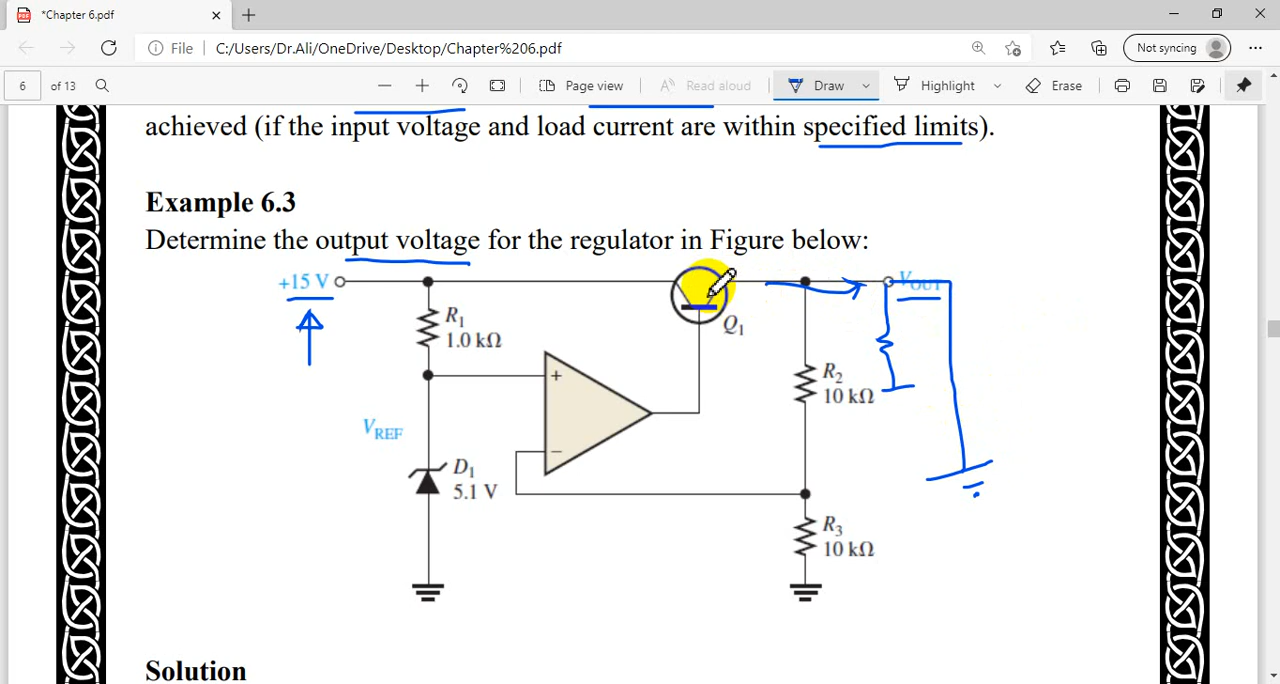 *Chapter 6.pdf
File | C:/Users/Dr.Ali/OneDrive/Desktop/Chapter%206.pdf
Not syncing
6 of 13
Page view
Read aloud
Draw
Highlight
Erase
achieved (if the input voltage and load current are within specified limits).
Example 6.3
Determine the output voltage for the regulator in Figure below:
+15 V
VOUT
R1
1.0 kΩ
Q1
+
R2
10 kΩ
VREF
−
D1
5.1 V
R3
10 kΩ
Solution